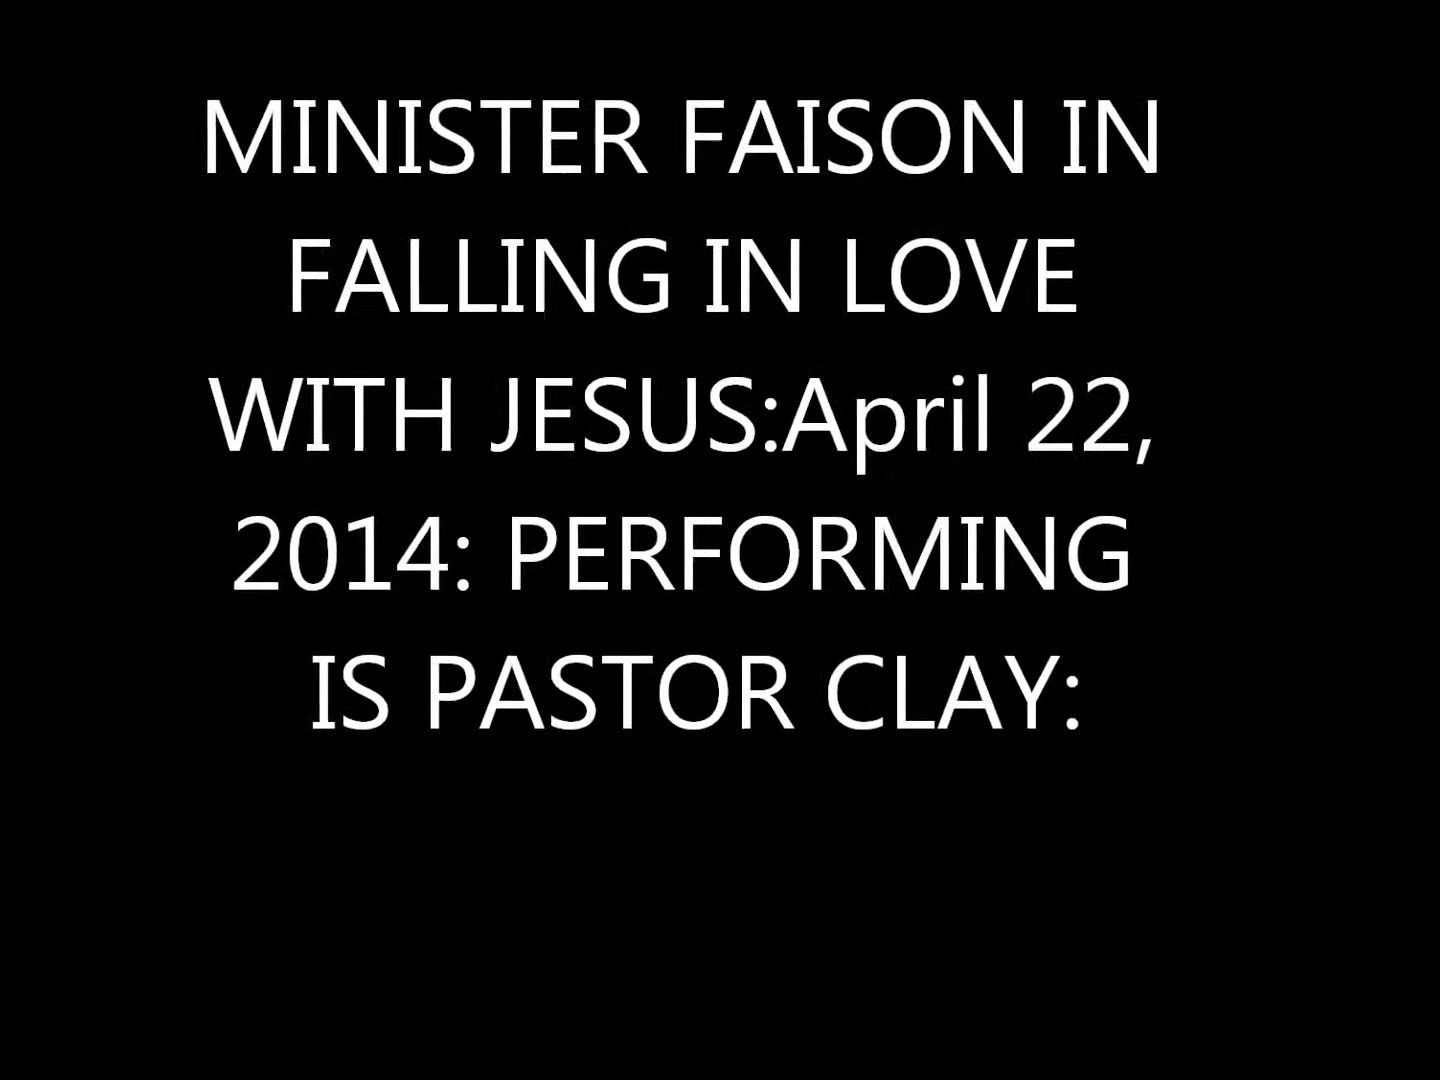 MINISTER FAISON IN
FALLING IN LOVE
WITH JESUS:April 22,
2014: PERFORMING
IS PASTOR CLAY: